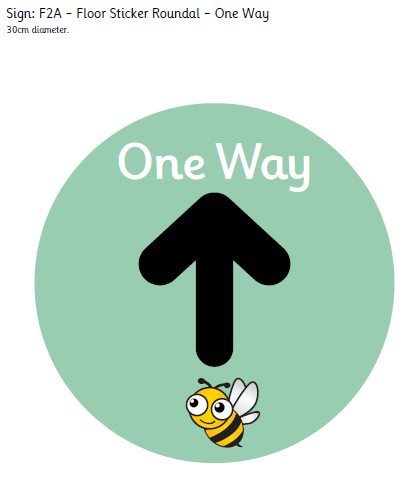 Sign: F2A - Floor Sticker Roundal - One Way
30cm diameter.
One Way